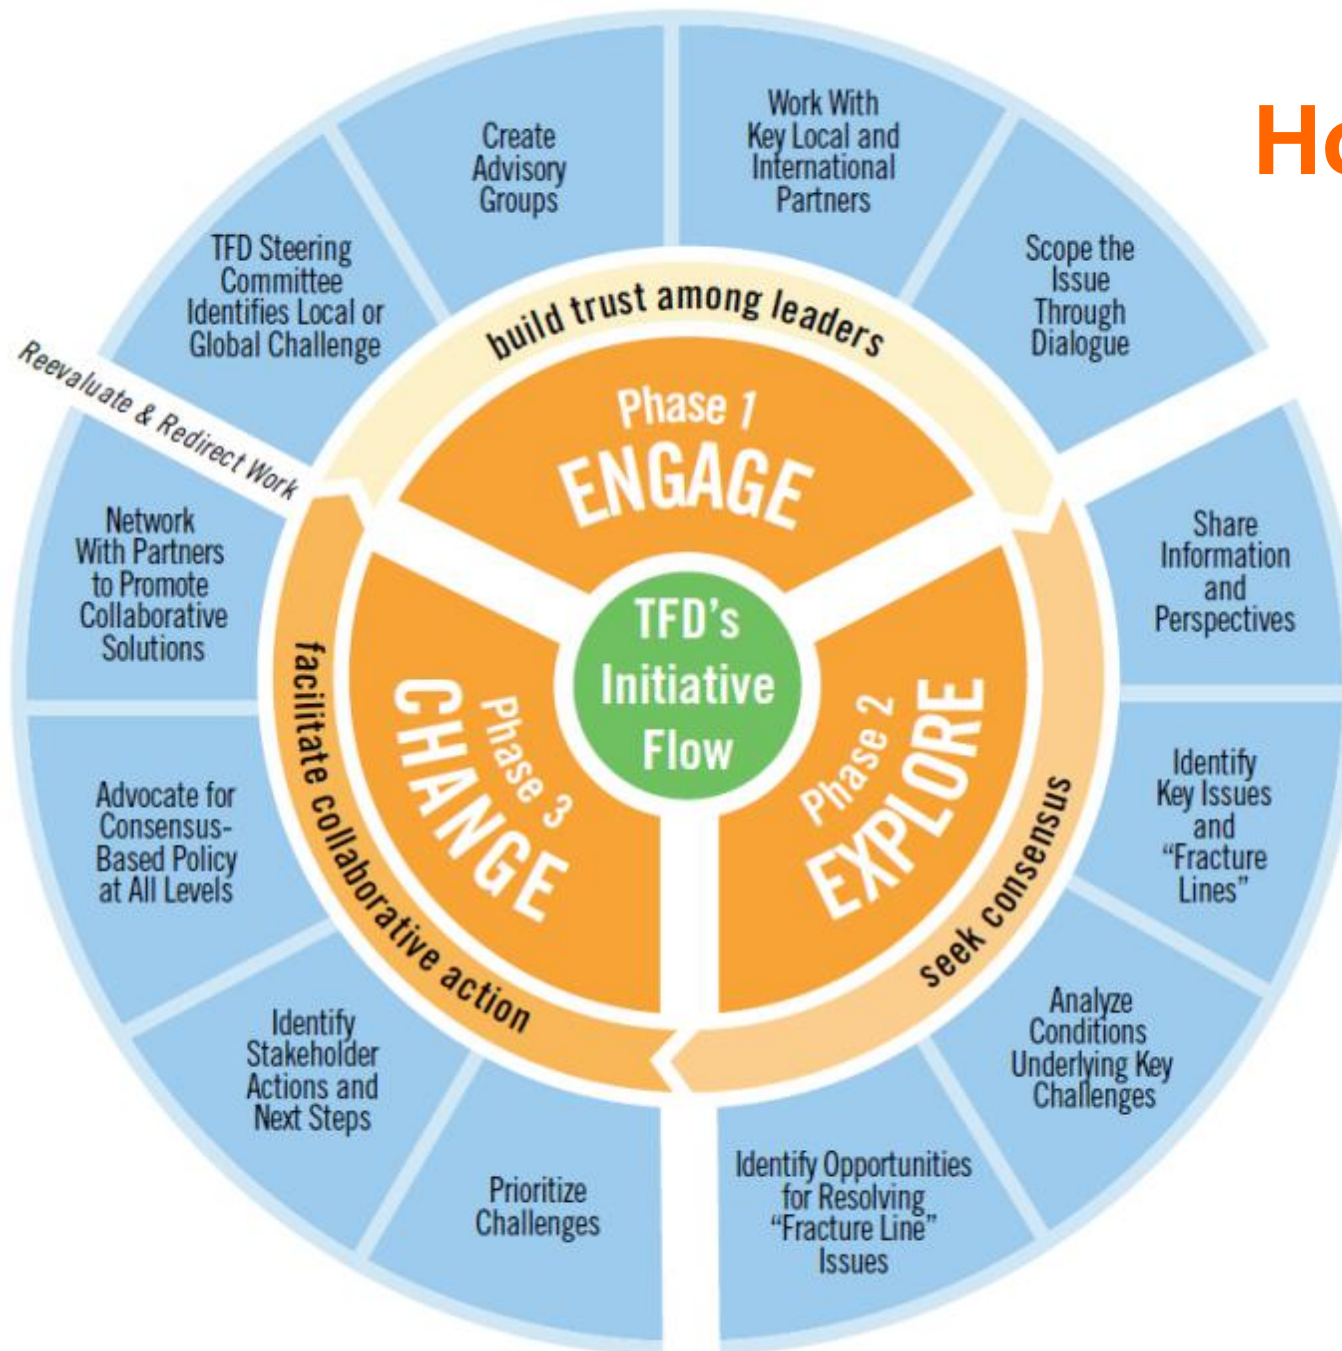 Ho
Work With
Key Local and
International
Partners
Create
Advisory
Groups
TFD Steering
Committee
Identifies Local or
Global Challenge
Scope the
Issue
Through
Dialogue
build trust among leaders
Reevaluate & Redirect Work
Phase 1
ENGAGE
Network
With Partners
to Promote
Collaborative
Solutions
Share
Information
and
Perspectives
TFD's
Initiative
Flow
facilitate collaborative action
Phase 3
CHANGE
Phase 2
EXPLORE
seek consensus
Identify
Key Issues
and
“Fracture
Lines”
Advocate for
Consensus-
Based Policy
at All Levels
Analyze
Conditions
Underlying Key
Challenges
Identify
Stakeholder
Actions and
Next Steps
Identify Opportunities
for Resolving
“Fracture Line”
Issues
Prioritize
Challenges